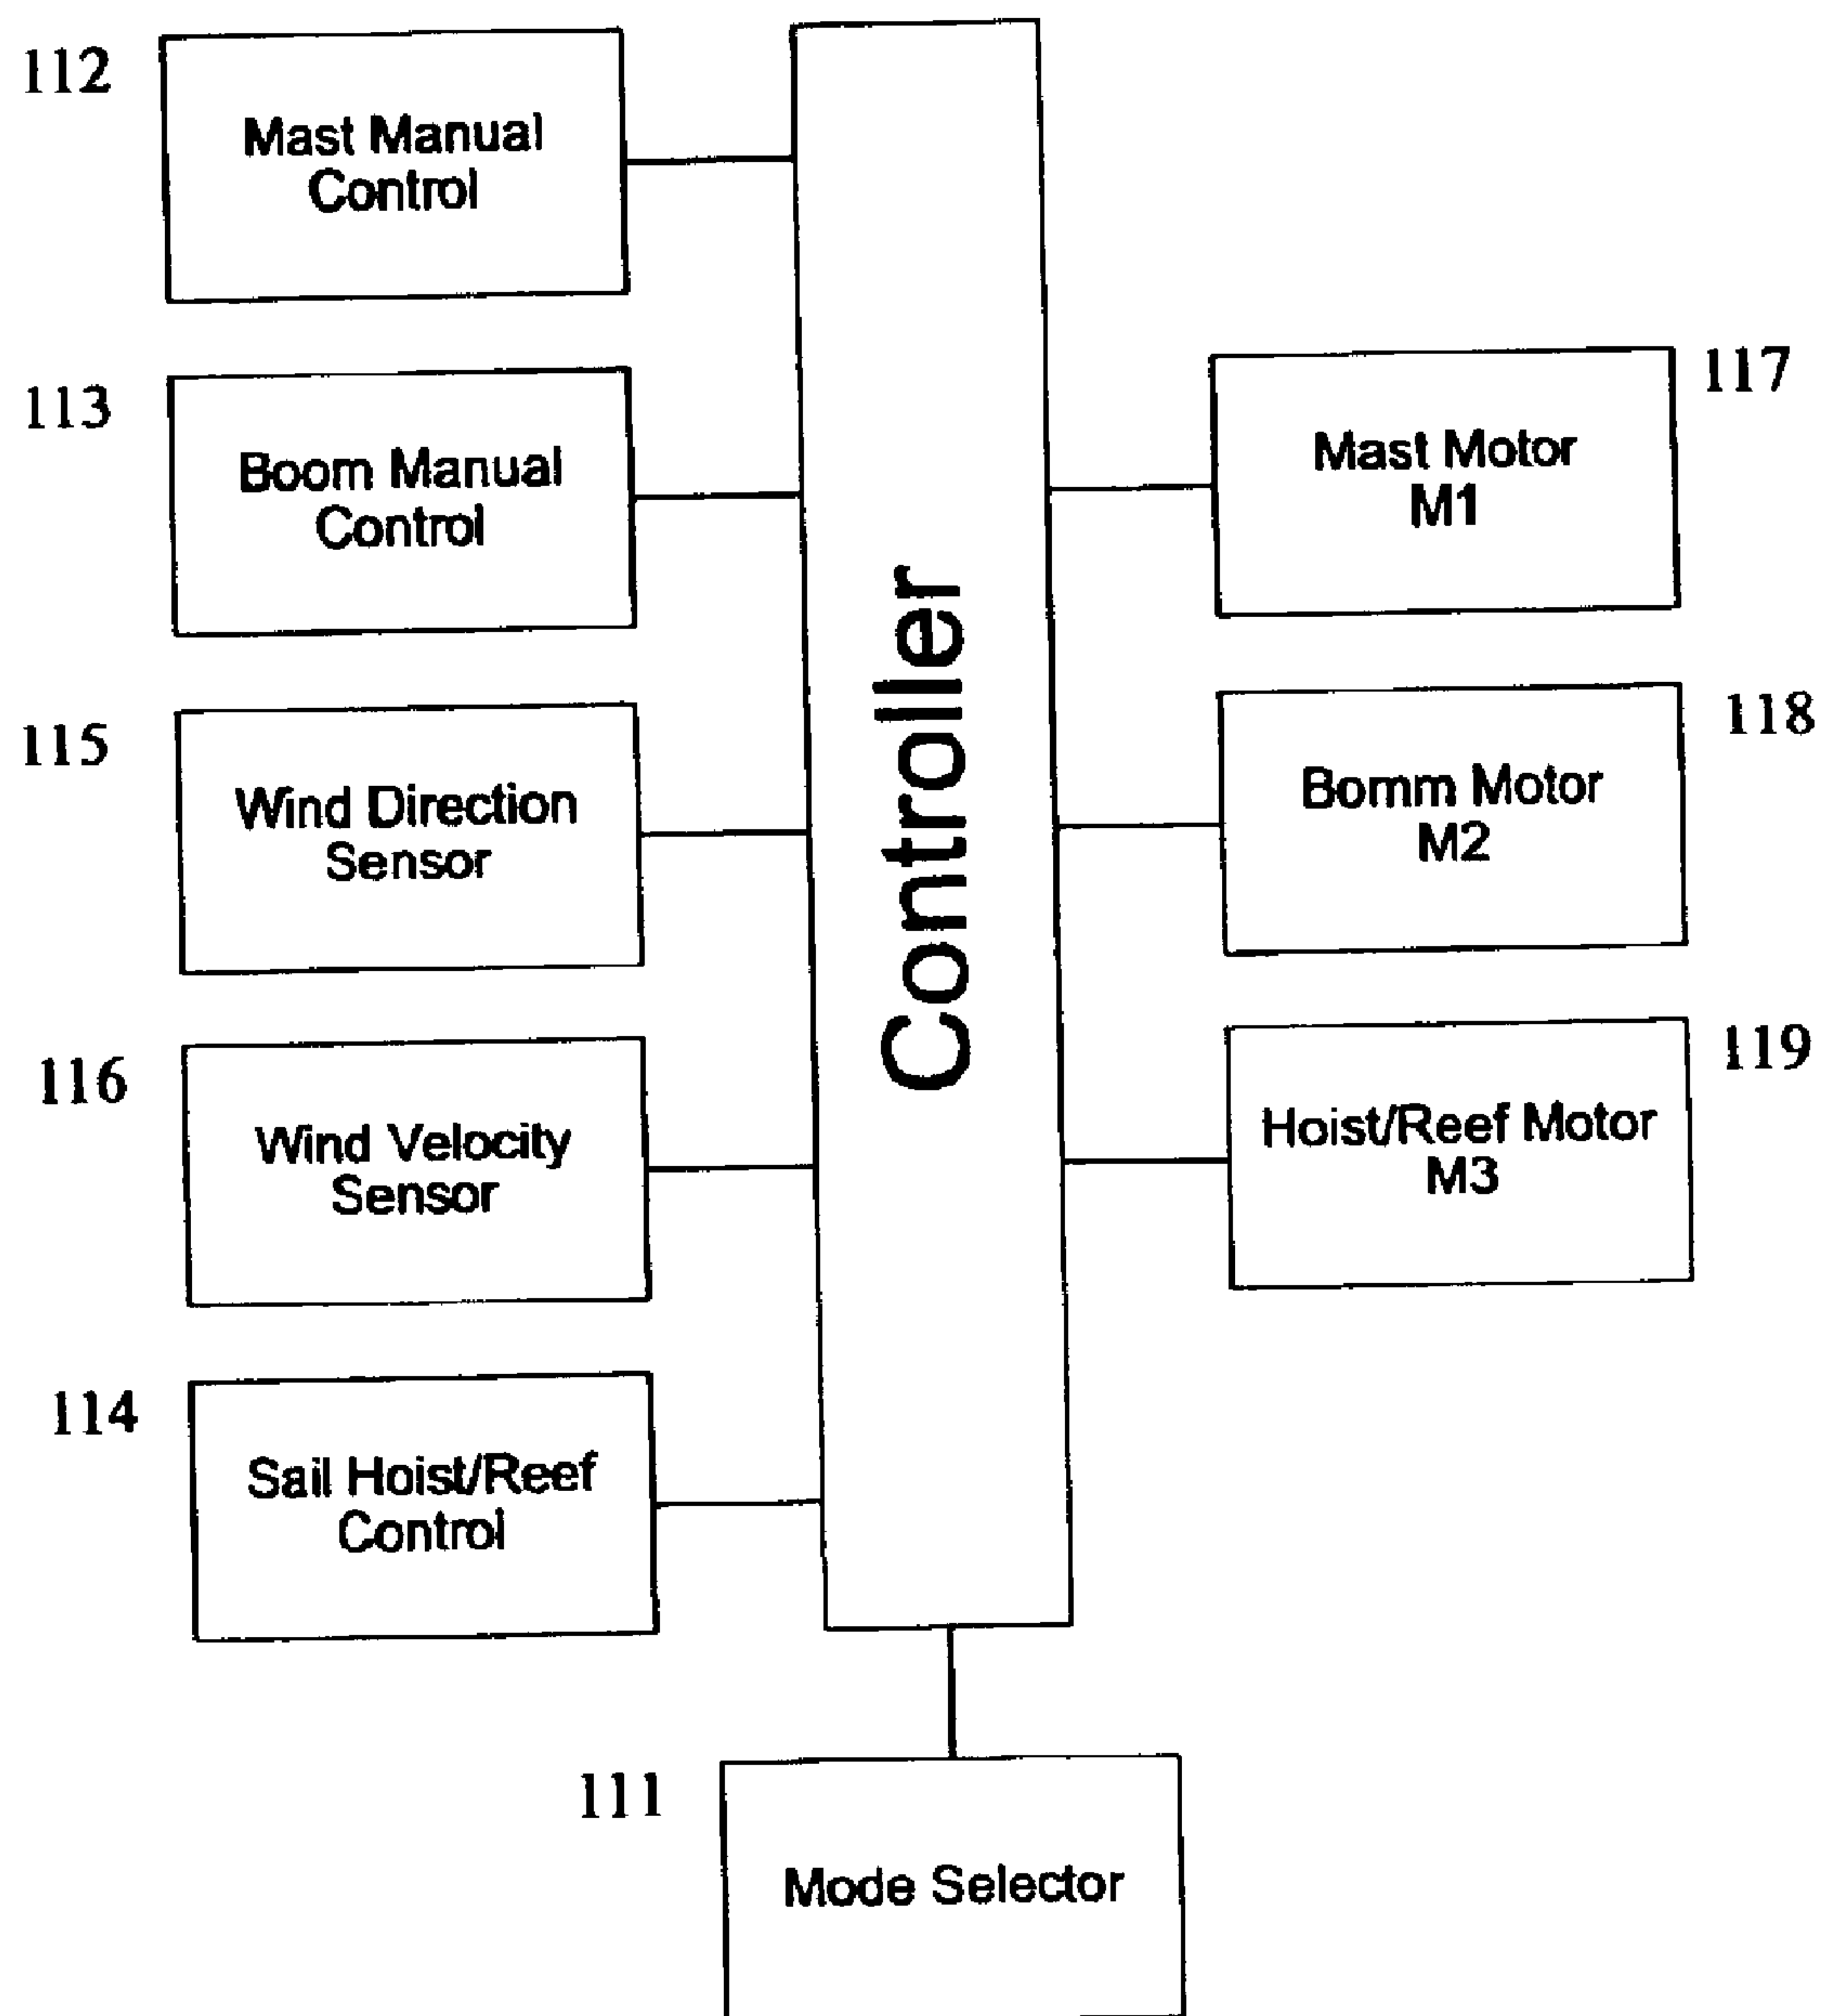 112
Mast Manual
Control
113
Boom Manual
Control
115
Wind Direction
Sensor
116
Wind Velocity
Sensor
114
Sail Hoist/Reef
Control
Controller
117
Mast Motor
M1
118
Bomm Motor
M2
119
Hoist/Reef Motor
M3
111
Mode Selector